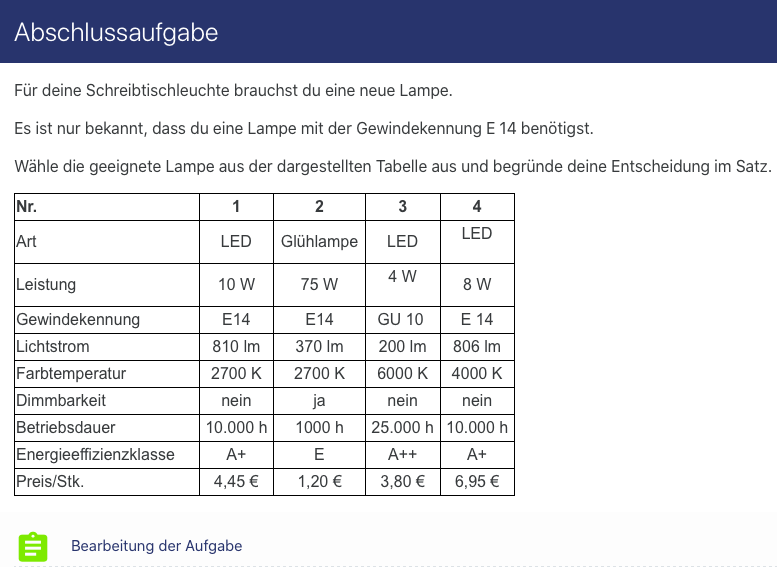 Abschlussaufgabe
Für deine Schreibtischleuchte brauchst du eine neue Lampe.
Es ist nur bekannt, dass du eine Lampe mit der Gewindekennung E 14 benötigst.
Wähle die geeignete Lampe aus der dargestellten Tabelle aus und begründe deine Entscheidung im Satz.
Nr. 1 2 3 4
Art LED Glühlampe LED LED
Leistung 10 W 75 W 4 W 8 W
Gewindekennung E14 E14 GU 10 E 14
Lichtstrom 810 lm 370 lm 200 lm 806 lm
Farbtemperatur 2700 K 2700 K 6000 K 4000 K
Dimmbarkeit nein ja nein nein
Betriebsdauer 10.000 h 1000 h 25.000 h 10.000 h
Energieeffizienzklasse A+ E A++ A+
Preis/Stk. 4,45 € 1,20 € 3,80 € 6,95 €
Bearbeitung der Aufgabe